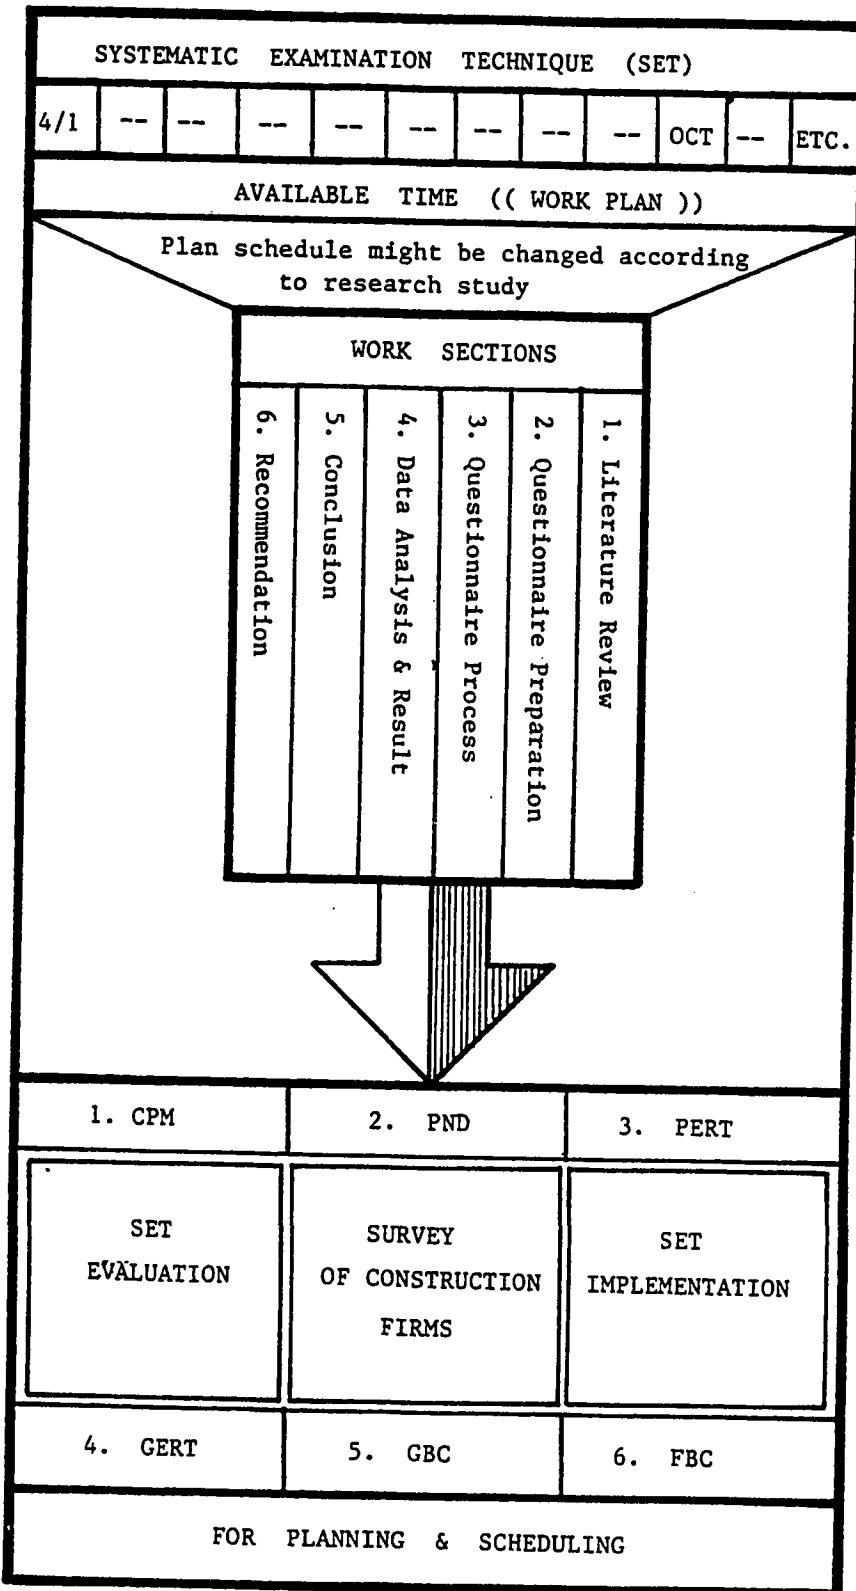 SYSTEMATIC EXAMINATION TECHNIQUE (SET)
4/1 -- -- -- -- -- -- -- -- OCT -- ETC.
AVAILABLE TIME (( WORK PLAN ))
Plan schedule might be changed according
to research study
WORK SECTIONS
1. Literature Review
2. Questionnaire Preparation
3. Questionnaire Process
4. Data Analysis & Result
5. Conclusion
6. Recommendation
1. CPM
2. PND
3. PERT
SET
EVALUATION
SURVEY
OF CONSTRUCTION
FIRMS
SET
IMPLEMENTATION
4. GERT
5. GBC
6. FBC
FOR PLANNING & SCHEDULING